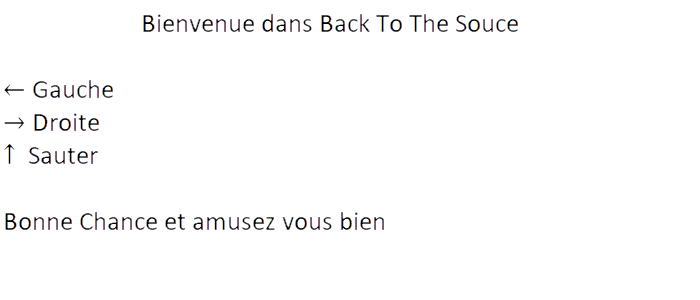 Bienvenue dans Back To The Souce
← Gauche
→ Droite
↑ Sauter
Bonne Chance et amusez vous bien